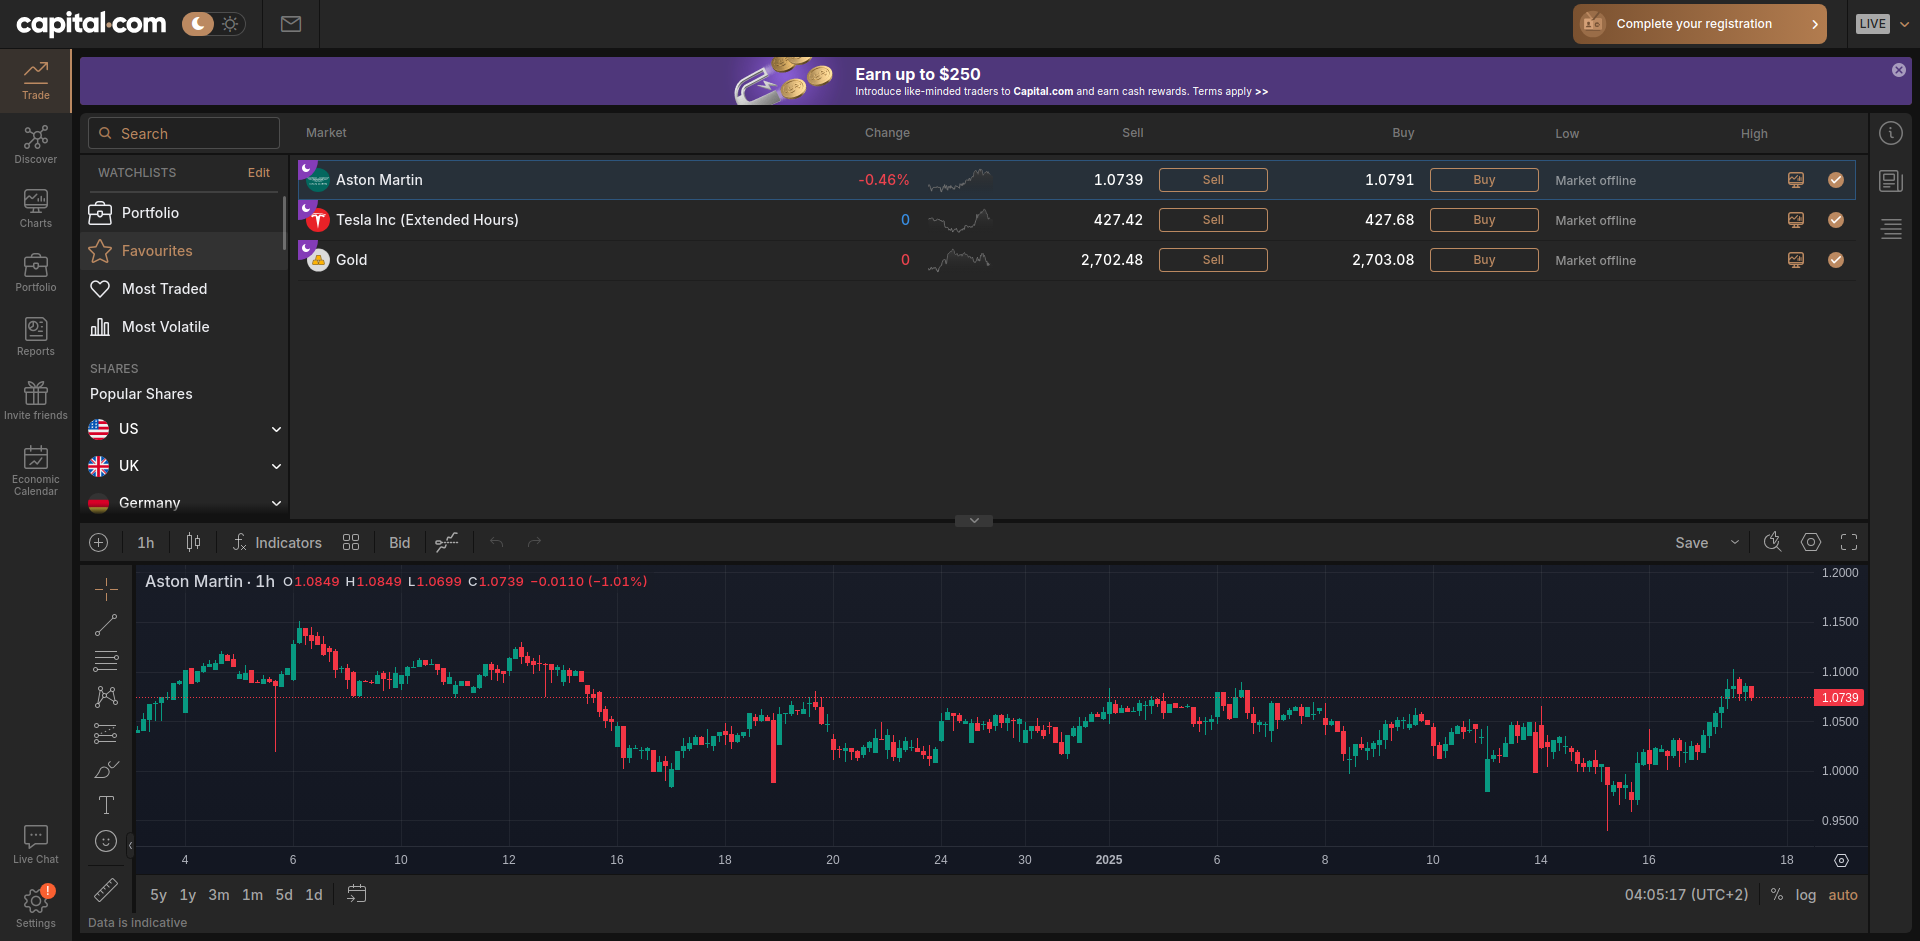 capital.com
Complete your registration
LIVE
Earn up to $250
Introduce like-minded traders to Capital.com and earn cash rewards. Terms apply >>
Trade
Discover
Charts
Portfolio
Reports
Invite friends
Economic
Calendar
Live Chat
Settings
!
Search
WATCHLISTS Edit
Portfolio
Favourites
Most Traded
Most Volatile
SHARES
Popular Shares
US
UK
Germany
Market Change Sell Buy Low High
Aston Martin -0.46% 1.0739 Sell 1.0791 Buy Market offline
Tesla Inc (Extended Hours) 0 427.42 Sell 427.68 Buy Market offline
Gold 0 2,702.48 Sell 2,703.08 Buy Market offline
1h Indicators Bid Save
Aston Martin · 1h O1.0849 H1.0849 L1.0699 C1.0739 −0.0110 (−1.01%)
1.2000
1.1500
1.1000
1.0739
1.0500
1.0000
0.9500
4 6 10 12 16 18 20 24 30 2025 6 8 10 14 16 18
5y 1y 3m 1m 5d 1d 04:05:17 (UTC+2) % log auto
Data is indicative